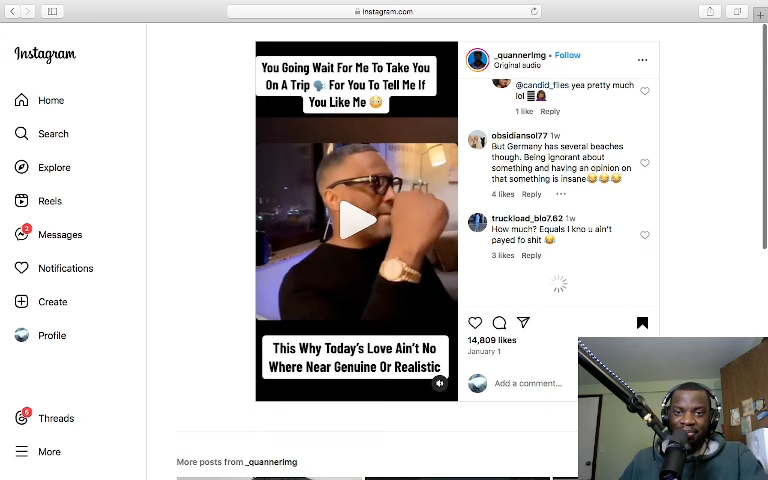 instagram.com
Instagram
Home
Search
Explore
Reels
2
Messages
Notifications
Create
Profile
6
Threads
More
You Going Wait For Me To Take You
On A Trip 🗣️ For You To Tell Me If
You Like Me 😳
This Why Today's Love Ain't No
Where Near Genuine Or Realistic
_quannerlmg • Follow
Original audio
@candid_files yea pretty much
lol
1 like Reply
obsidiansol77 1w
But Germany has several beaches
though. Being ignorant about
something and having an opinion on
that something is insane😂😂😂
4 likes Reply
truckload_blo7.62 1w
How much? Equals I kno u ain't
payed fo shit 😂
3 likes Reply
14,809 likes
January 1
Add a comment...
More posts from _quannerlmg